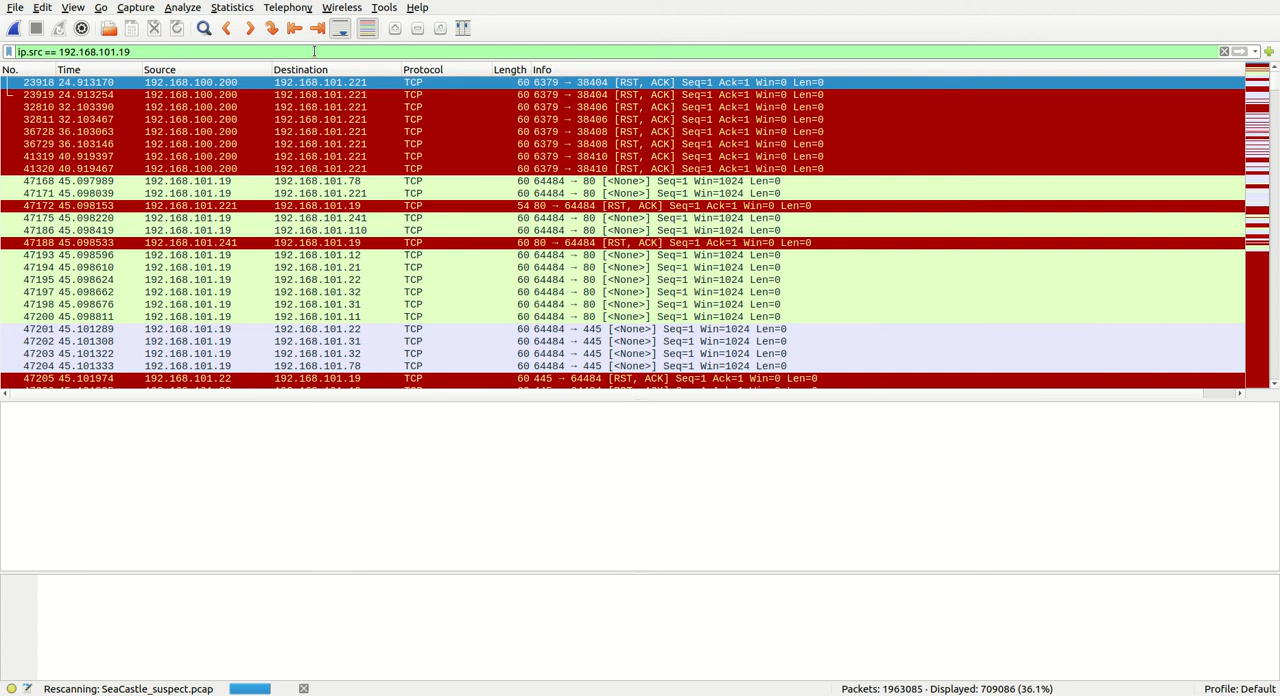 File Edit View Go Capture Analyze Statistics Telephony Wireless Tools Help
ip.src == 192.168.101.19
No. Time Source Destination Protocol Length Info
23918 24.913170 192.168.100.200 192.168.101.221 TCP 60 6379 → 38404 [RST, ACK] Seq=1 Ack=1 Win=0 Len=0
23919 24.913254 192.168.100.200 192.168.101.221 TCP 60 6379 → 38404 [RST, ACK] Seq=1 Ack=1 Win=0 Len=0
32810 32.103390 192.168.100.200 192.168.101.221 TCP 60 6379 → 38406 [RST, ACK] Seq=1 Ack=1 Win=0 Len=0
32811 32.103467 192.168.100.200 192.168.101.221 TCP 60 6379 → 38406 [RST, ACK] Seq=1 Ack=1 Win=0 Len=0
36728 36.103063 192.168.100.200 192.168.101.221 TCP 60 6379 → 38408 [RST, ACK] Seq=1 Ack=1 Win=0 Len=0
36729 36.103146 192.168.100.200 192.168.101.221 TCP 60 6379 → 38408 [RST, ACK] Seq=1 Ack=1 Win=0 Len=0
41319 40.919397 192.168.100.200 192.168.101.221 TCP 60 6379 → 38410 [RST, ACK] Seq=1 Ack=1 Win=0 Len=0
41320 40.919467 192.168.100.200 192.168.101.221 TCP 60 6379 → 38410 [RST, ACK] Seq=1 Ack=1 Win=0 Len=0
47168 45.097989 192.168.101.19 192.168.101.78 TCP 60 64484 → 80 [<None>] Seq=1 Win=1024 Len=0
47171 45.098039 192.168.101.19 192.168.101.221 TCP 60 64484 → 80 [<None>] Seq=1 Win=1024 Len=0
47172 45.098153 192.168.101.221 192.168.101.19 TCP 54 80 → 64484 [RST, ACK] Seq=1 Ack=1 Win=0 Len=0
47175 45.098220 192.168.101.19 192.168.101.241 TCP 60 64484 → 80 [<None>] Seq=1 Win=1024 Len=0
47186 45.098419 192.168.101.19 192.168.101.110 TCP 60 64484 → 80 [<None>] Seq=1 Win=1024 Len=0
47188 45.098533 192.168.101.241 192.168.101.19 TCP 60 80 → 64484 [RST, ACK] Seq=1 Ack=1 Win=0 Len=0
47193 45.098596 192.168.101.19 192.168.101.12 TCP 60 64484 → 80 [<None>] Seq=1 Win=1024 Len=0
47194 45.098610 192.168.101.19 192.168.101.21 TCP 60 64484 → 80 [<None>] Seq=1 Win=1024 Len=0
47195 45.098624 192.168.101.19 192.168.101.32 TCP 60 64484 → 80 [<None>] Seq=1 Win=1024 Len=0
47197 45.098662 192.168.101.19 192.168.101.22 TCP 60 64484 → 80 [<None>] Seq=1 Win=1024 Len=0
47198 45.098676 192.168.101.19 192.168.101.31 TCP 60 64484 → 80 [<None>] Seq=1 Win=1024 Len=0
47200 45.098811 192.168.101.19 192.168.101.11 TCP 60 64484 → 80 [<None>] Seq=1 Win=1024 Len=0
47201 45.101289 192.168.101.19 192.168.101.22 TCP 60 64484 → 445 [<None>] Seq=1 Win=1024 Len=0
47202 45.101308 192.168.101.19 192.168.101.31 TCP 60 64484 → 445 [<None>] Seq=1 Win=1024 Len=0
47203 45.101322 192.168.101.19 192.168.101.32 TCP 60 64484 → 445 [<None>] Seq=1 Win=1024 Len=0
47204 45.101333 192.168.101.19 192.168.101.78 TCP 60 64484 → 445 [<None>] Seq=1 Win=1024 Len=0
47205 45.101974 192.168.101.22 192.168.101.19 TCP 60 445 → 64484 [RST, ACK] Seq=1 Ack=1 Win=0 Len=0
Rescanning: SeaCastle_suspect.pcap Packets: 1963085 · Displayed: 709086 (36.1%) Profile: Default